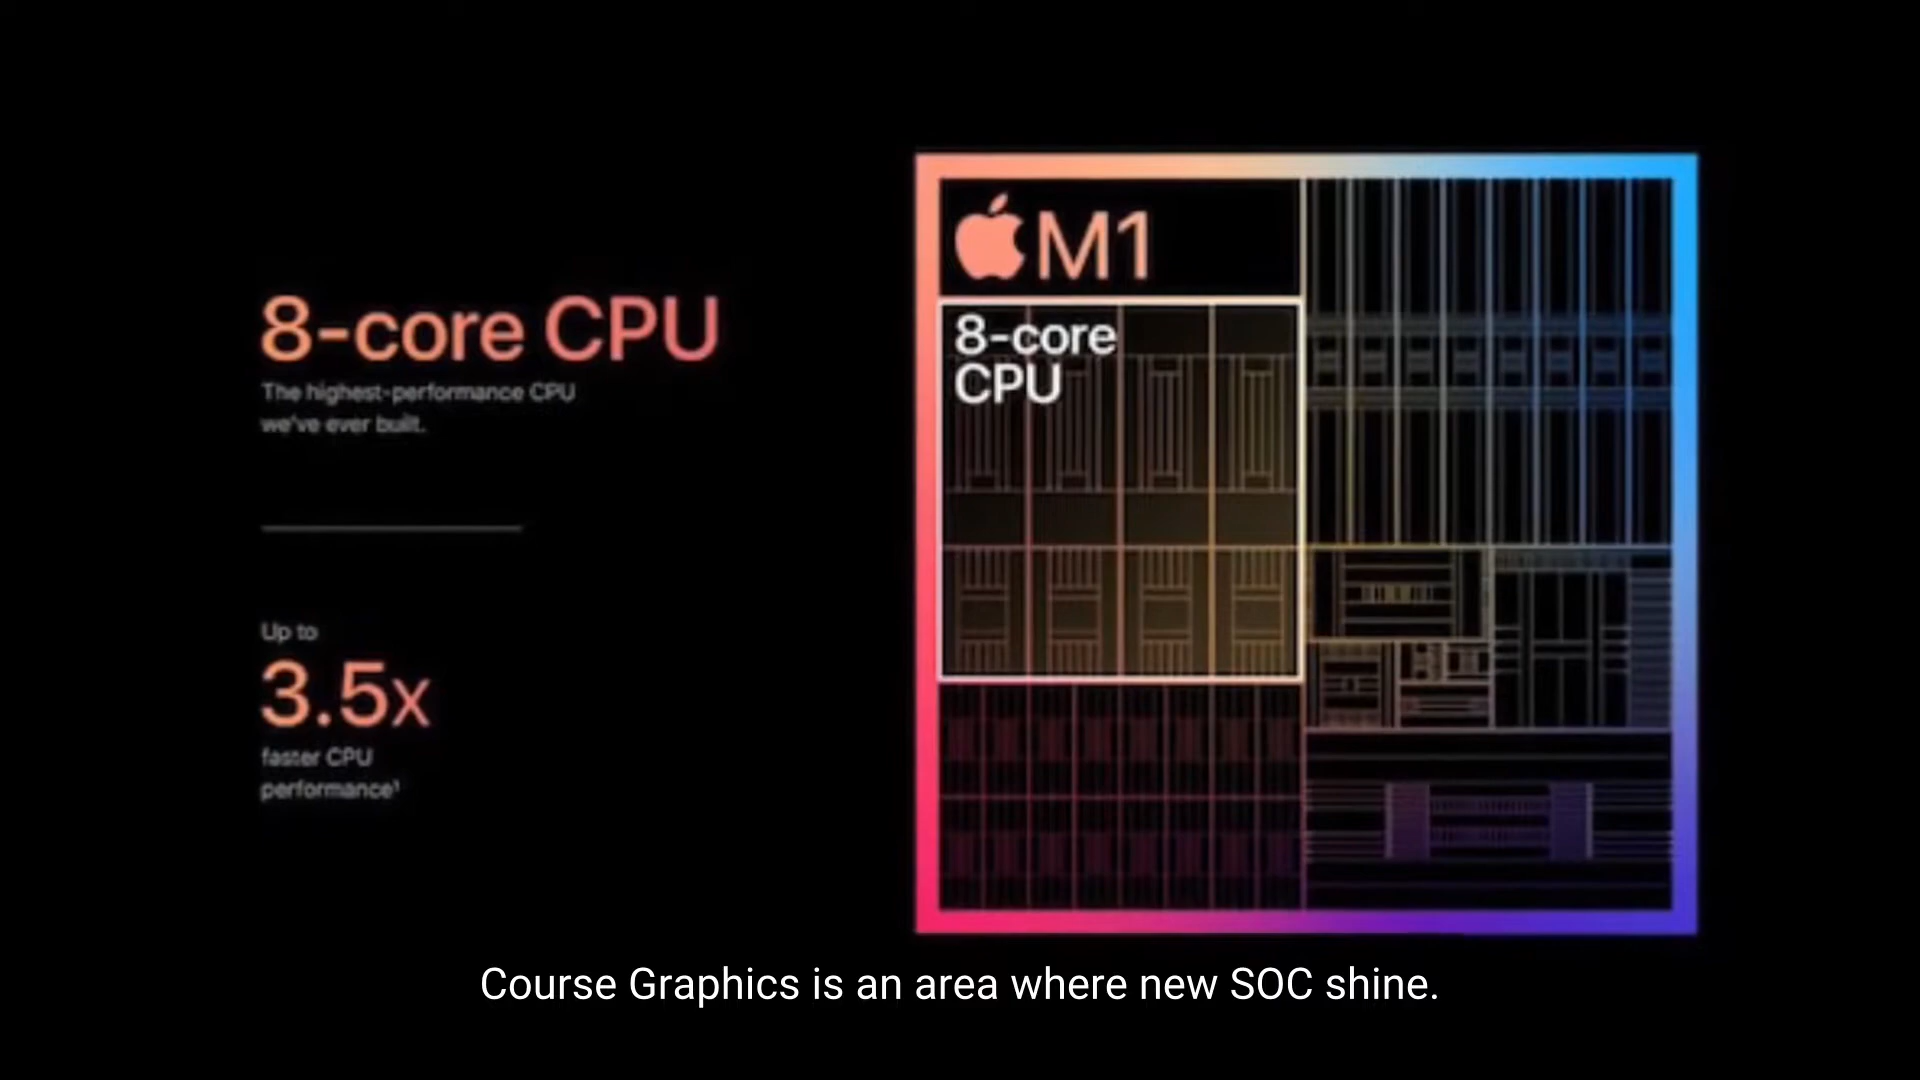 8-core CPU
The highest-performance CPU
we've ever built.
Up to
3.5x
faster CPU
performance¹
M1
8-core
CPU
Course Graphics is an area where new SOC shine.